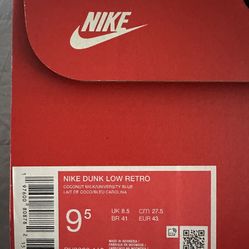 NIKE
NIKE DUNK LOW RETRO
COCONUT MILK/UNIVERSITY BLUE
LAIT DE COCO/BLEU CAROLINA
9.5
UK 8.5 cm 27.5
BR 41 EUR 43
MADE IN INDONESIA